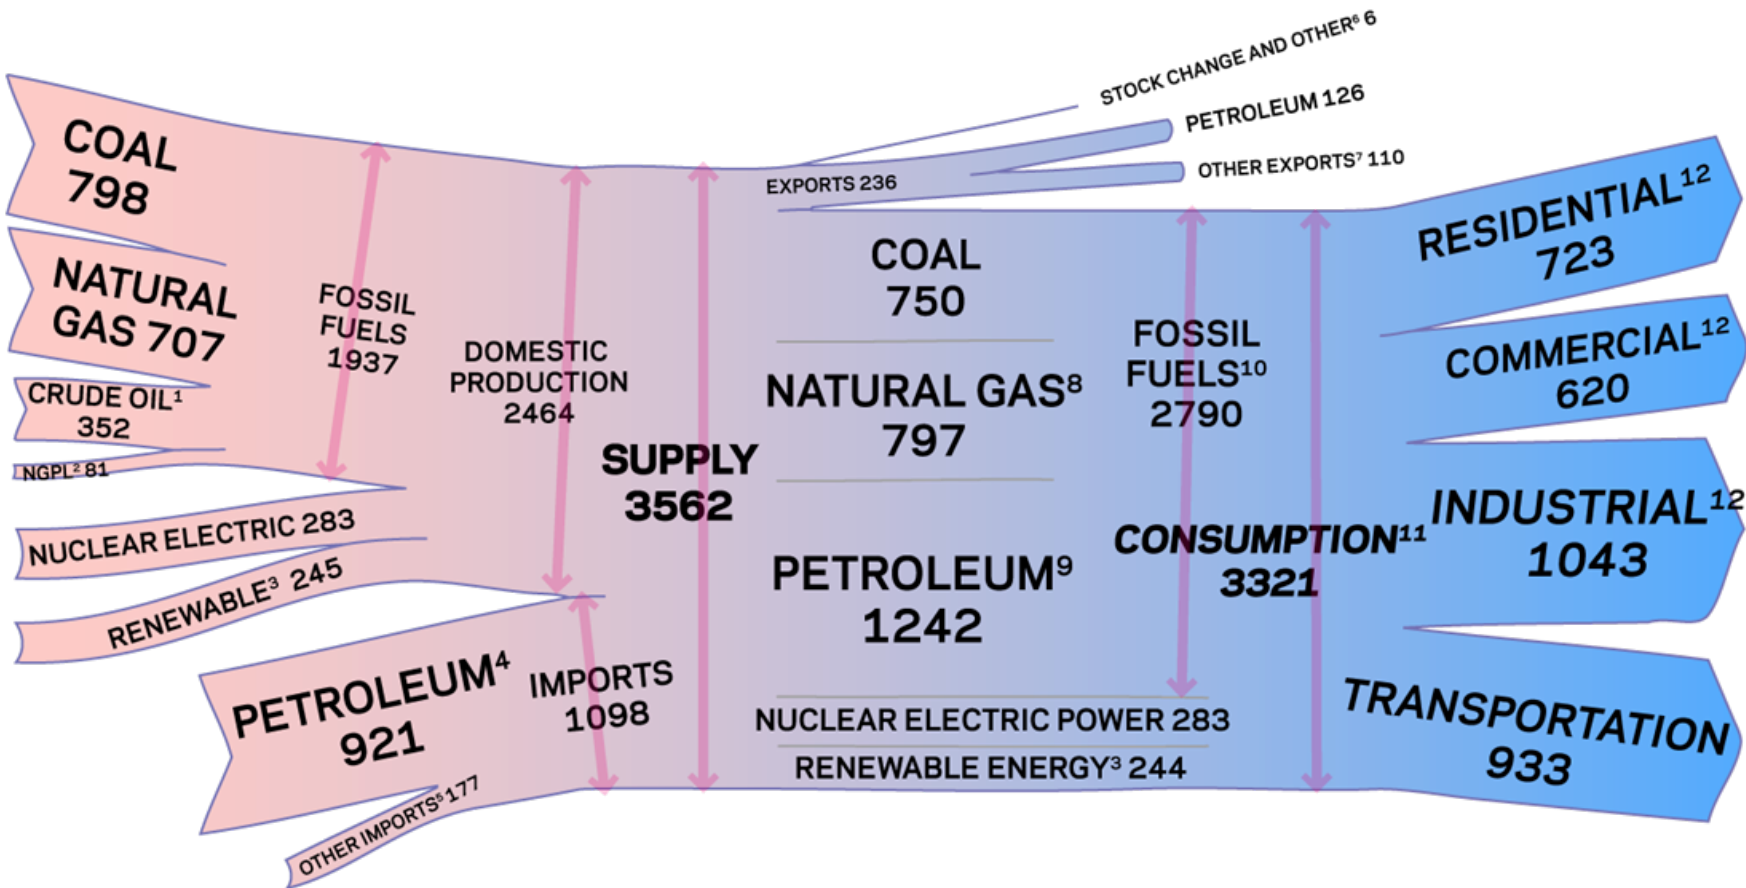 COAL
798
NATURAL
GAS 707
CRUDE OIL¹
352
NGPL² 81
NUCLEAR ELECTRIC 283
RENEWABLE³ 245
PETROLEUM⁴
921
OTHER IMPORTS⁵ 177
FOSSIL
FUELS
1937
DOMESTIC
PRODUCTION
2464
IMPORTS
1098
SUPPLY
3562
STOCK CHANGE AND OTHER⁶ 6
PETROLEUM 126
OTHER EXPORTS⁷ 110
EXPORTS 236
COAL
750
NATURAL GAS⁸
797
PETROLEUM⁹
1242
NUCLEAR ELECTRIC POWER 283
RENEWABLE ENERGY³ 244
FOSSIL
FUELS¹⁰
2790
CONSUMPTION¹¹
3321
RESIDENTIAL¹²
723
COMMERCIAL¹²
620
INDUSTRIAL¹²
1043
TRANSPORTATION
933